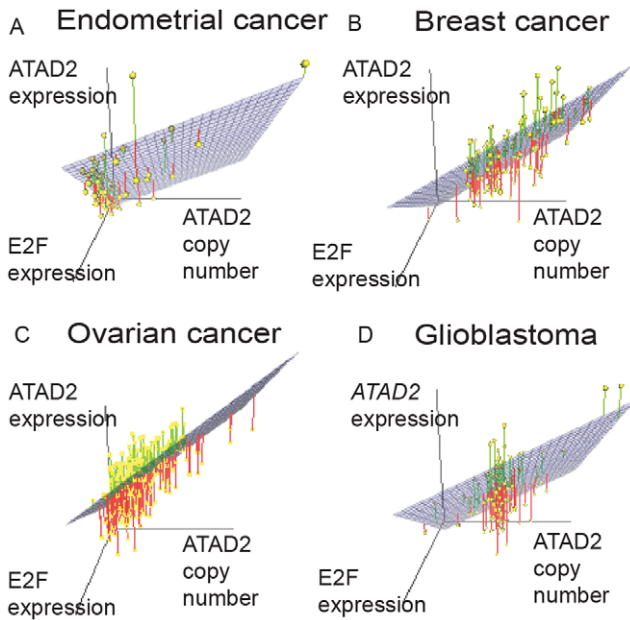 A Endometrial cancer
ATAD2
expression
E2F
expression
ATAD2
copy
number
B Breast cancer
ATAD2
expression
E2F
expression
ATAD2
copy
number
C Ovarian cancer
ATAD2
expression
E2F
expression
ATAD2
copy
number
D Glioblastoma
ATAD2
expression
E2F
expression
ATAD2
copy
number